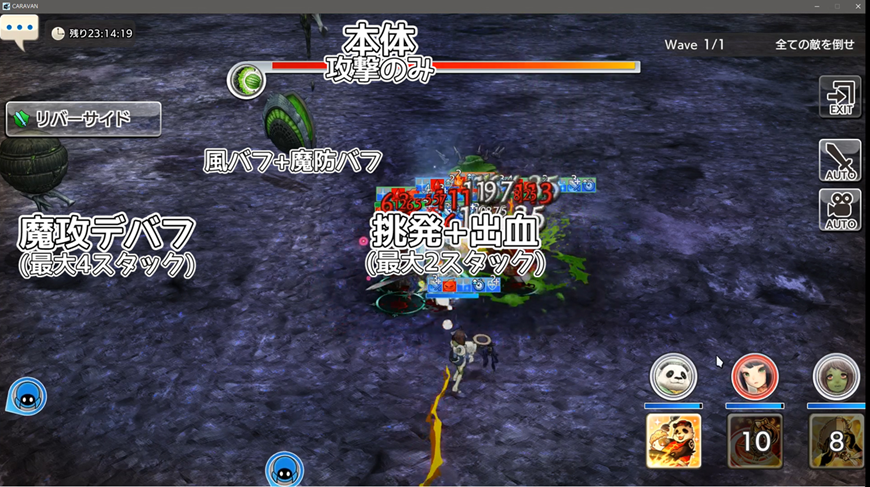 CARAVAN
残り23:14:19
本体
攻撃のみ
Wave 1/1
全ての敵を倒せ
EXIT
リバーサイド
風バフ+魔防バフ
AUTO
AUTO
魔攻デバフ
(最大4スタック)
197
挑発+出血
(最大2スタック)
10
8